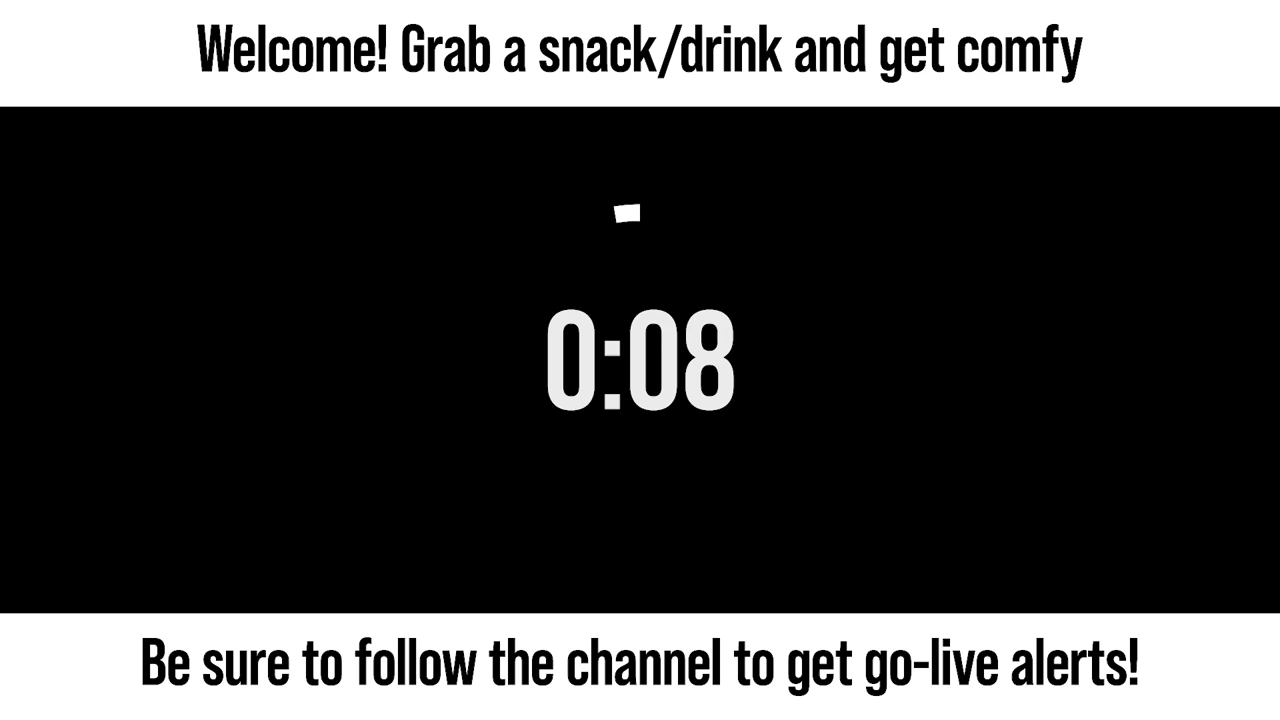 Welcome! Grab a snack/drink and get comfy
0:08
Be sure to follow the channel to get go-live alerts!